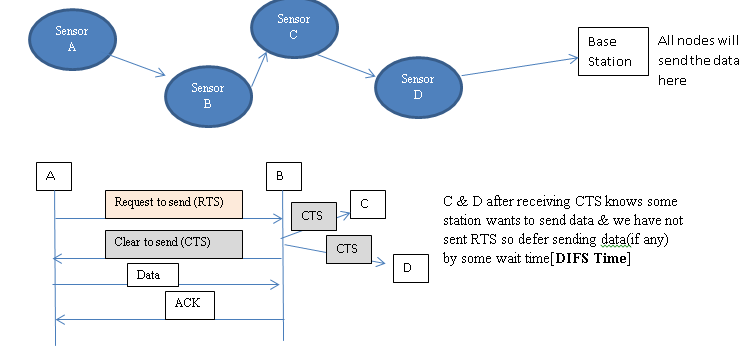 Sensor
A
Sensor
B
Sensor
C
Sensor
D
Base
Station
All nodes will
send the data
here
A
B
Request to send (RTS)
CTS
C
Clear to send (CTS)
CTS
D
Data
ACK
C & D after receiving CTS knows some
station wants to send data & we have not
sent RTS so defer sending data(if any)
by some wait time[DIFS Time]